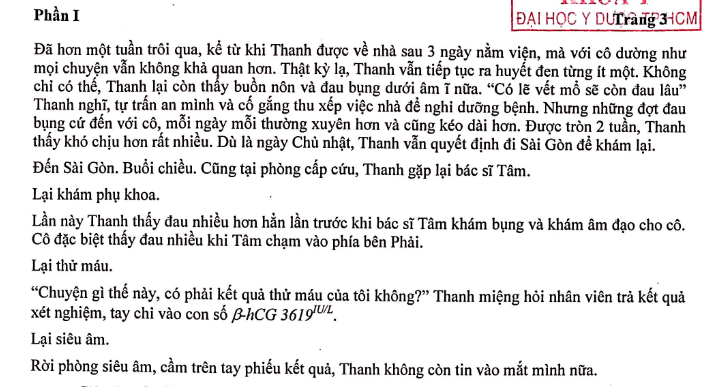 Phần I
ĐẠI HỌC Y DƯỢC TP.HCM
Trang 3
Đã hơn một tuần trôi qua, kể từ khi Thanh được về nhà sau 3 ngày nằm viện, mà với cô dường như
mọi chuyện vẫn không khả quan hơn. Thật kỳ lạ, Thanh vẫn tiếp tục ra huyết đen từng ít một. Không
chỉ có thế, Thanh lại còn thấy buồn nôn và đau bụng dưới âm ĩ nữa. “Có lẽ vết mổ sẽ còn đau lâu”
Thanh nghĩ, tự trấn an mình và cố gắng thu xếp việc nhà để nghỉ dưỡng bệnh. Nhưng những đợt đau
bụng cứ đến với cô, mỗi ngày mỗi thường xuyên hơn và cũng kéo dài hơn. Được tròn 2 tuần, Thanh
thấy khó chịu hơn rất nhiều. Dù là ngày Chủ nhật, Thanh vẫn quyết định đi Sài Gòn để khám lại.
Đến Sài Gòn. Buổi chiều. Cũng tại phòng cấp cứu, Thanh gặp lại bác sĩ Tâm.
Lại khám phụ khoa.
Lần này Thanh thấy đau nhiều hơn hẳn lần trước khi bác sĩ Tâm khám bụng và khám âm đạo cho cô.
Cô đặc biệt thấy đau nhiều khi Tâm chạm vào phía bên Phải.
Lại thử máu.
“Chuyện gì thế này, có phải kết quả thử máu của tôi không?” Thanh miệng hỏi nhân viên trả kết quả
xét nghiệm, tay chỉ vào con số β-hCG 3619 IU/L.
Lại siêu âm.
Rời phòng siêu âm, cầm trên tay phiếu kết quả, Thanh không còn tin vào mắt mình nữa.